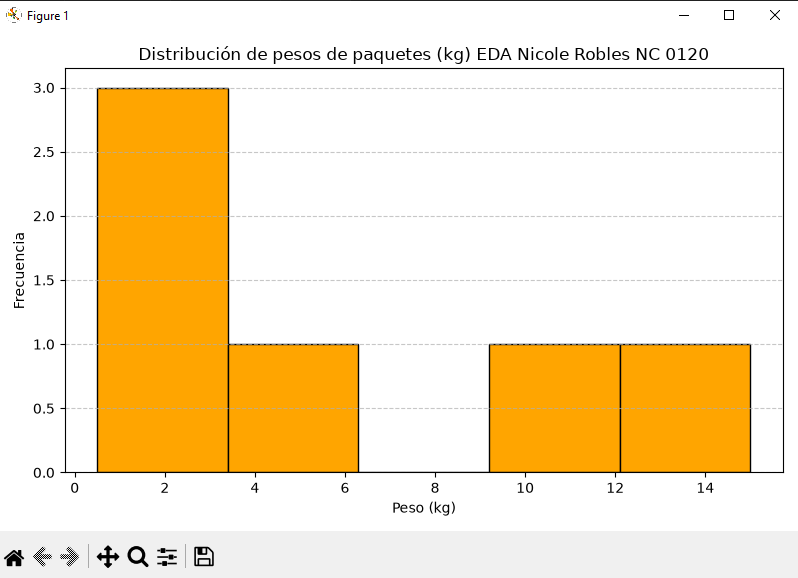 Figure 1
Distribución de pesos de paquetes (kg) EDA Nicole Robles NC 0120
Frecuencia
3.0
2.5
2.0
1.5
1.0
0.5
0.0
0 2 4 6 8 10 12 14
Peso (kg)